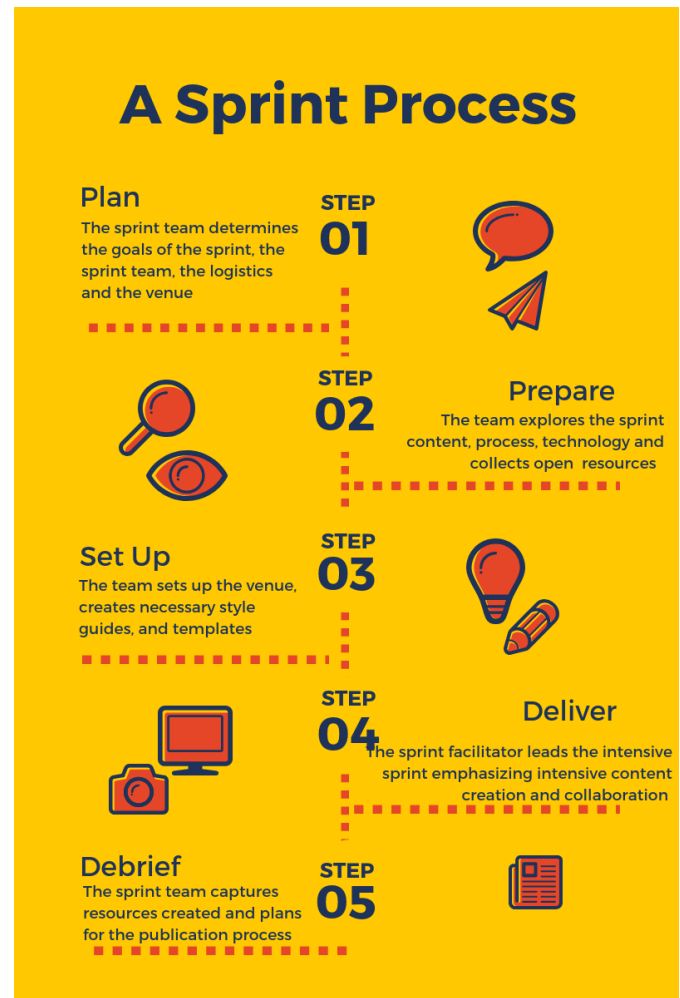 A Sprint Process
Plan
The sprint team determines
the goals of the sprint, the
sprint team, the logistics
and the venue
STEP
01
STEP
02
Prepare
The team explores the sprint
content, process, technology and
collects open resources
Set Up
The team sets up the venue,
creates necessary style
guides, and templates
STEP
03
STEP
04
Deliver
The sprint facilitator leads the intensive
sprint emphasizing intensive content
creation and collaboration
Debrief
The sprint team captures
resources created and plans
for the publication process
STEP
05